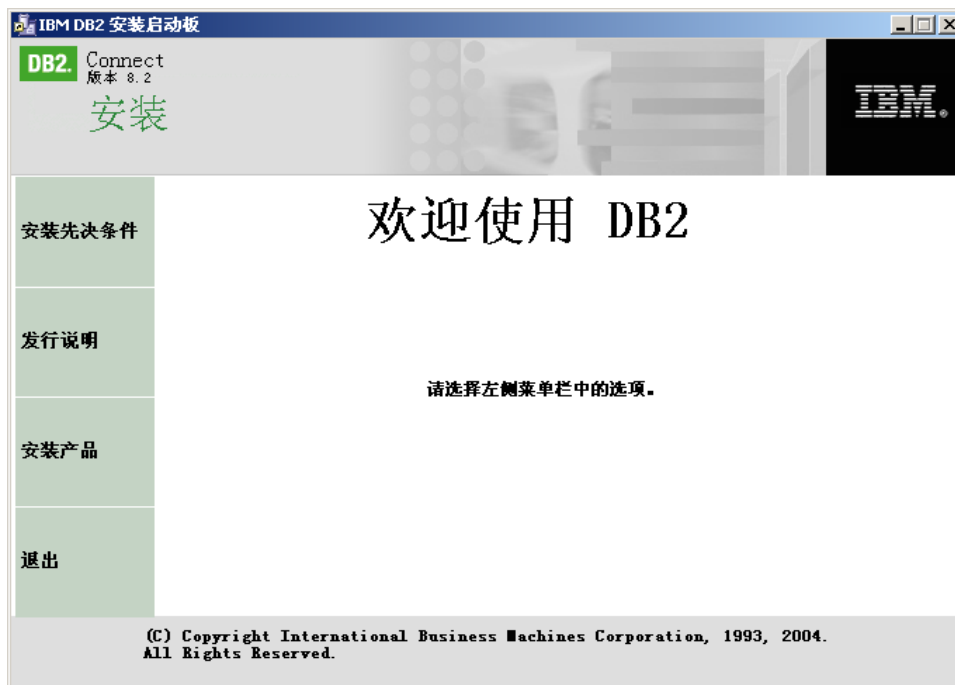 IBM DB2 安装启动板
DB2. Connect
版本 8.2
安装
IBM.
安装先决条件
欢迎使用 DB2
发行说明
请选择左侧菜单栏中的选项。
安装产品
退出
(C) Copyright International Business Machines Corporation, 1993, 2004.
All Rights Reserved.